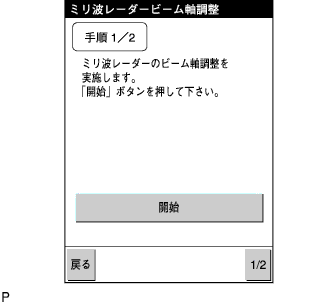 ミリ波レーダービーム軸調整
手順 1／2
ミリ波レーダーのビーム軸調整を
実施します。
「開始」ボタンを押して下さい。
開始
戻る
1/2
P